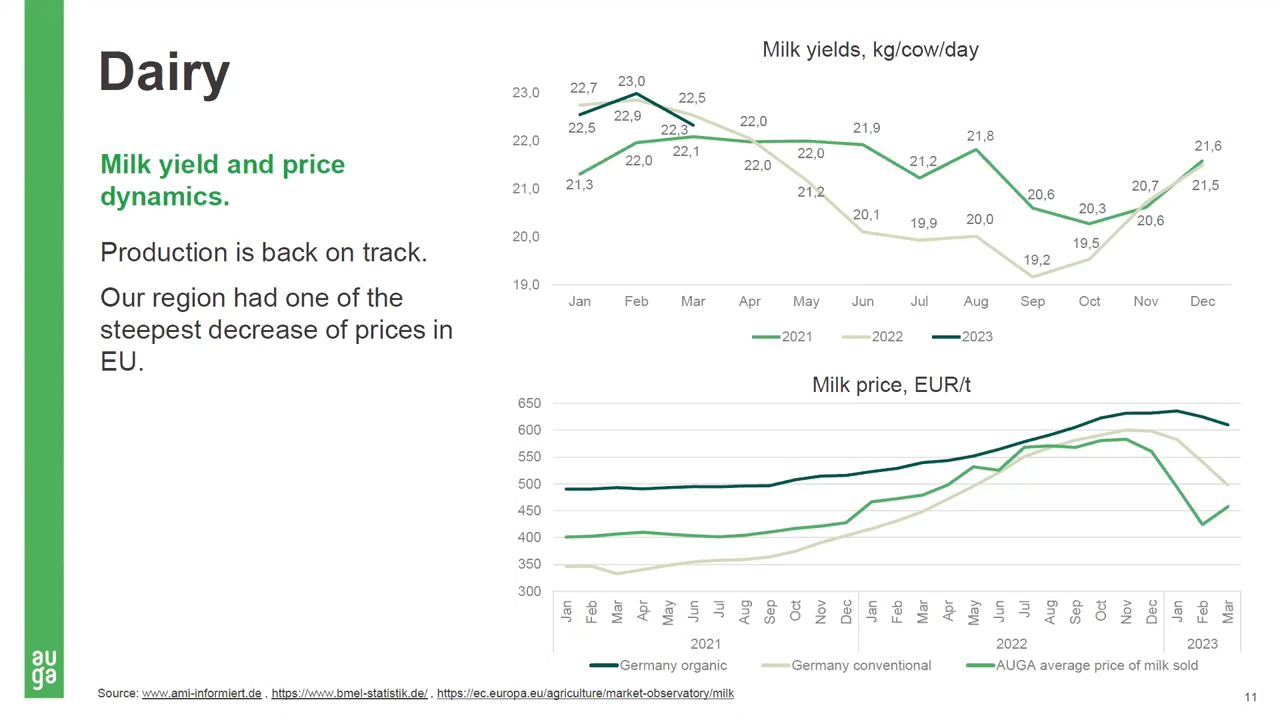 Dairy
Milk yield and price
dynamics.
Production is back on track.
Our region had one of the
steepest decrease of prices in
EU.
Milk yields, kg/cow/day
23,0
22,0
21,0
20,0
19,0
22,7
23,0
22,5
22,5
22,9
22,3
21,3
22,0
22,1
22,0
22,0
22,0
21,2
21,9
20,1
21,2
19,9
21,8
20,0
20,6
19,2
20,3
19,5
20,7
20,6
21,6
21,5
Jan Feb Mar Apr May Jun Jul Aug Sep Oct Nov Dec
2021 2022 2023
Milk price, EUR/t
650
600
550
500
450
400
350
300
Jan Feb Mar Apr May Jun Jul Aug Sep Oct Nov Dec Jan Feb Mar Apr May Jun Jul Aug Sep Oct Nov Dec Jan Feb Mar
2021 2022 2023
Germany organic Germany conventional AUGA average price of milk sold
au
ga
Source: www.ami-informiert.de , https://www.bmel-statistik.de/ , https://ec.europa.eu/agriculture/market-observatory/milk
11